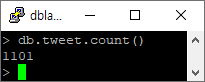 dbla...
> db.tweet.count()
1101
>